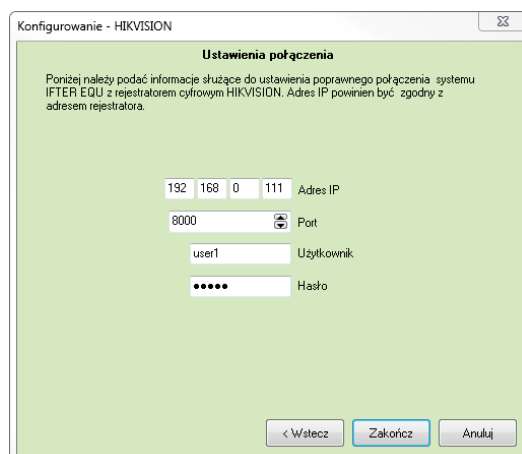 Konfigurowanie - HIKVISION
Ustawienia połączenia
Poniżej należy podać informacje służące do ustawienia poprawnego połączenia systemu
IFTER EQU z rejestratorem cyfrowym HIKVISION. Adres IP powinien być zgodny z
adresem rejestratora.
192 168 0 111 Adres IP
8000 Port
user1 Użytkownik
●●●●● Hasło
< Wstecz Zakończ Anuluj